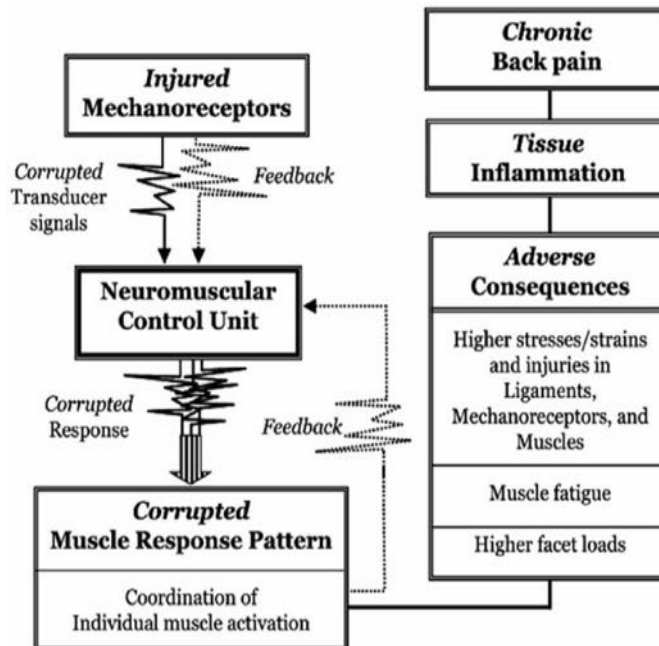 Injured
Mechanoreceptors
Corrupted
Transducer
signals
Feedback
Neuromuscular
Control Unit
Corrupted
Response
Feedback
Corrupted
Muscle Response Pattern
Coordination of
Individual muscle activation
Chronic
Back pain
Tissue
Inflammation
Adverse
Consequences
Higher stresses/strains
and injuries in
Ligaments,
Mechanoreceptors, and
Muscles
Muscle fatigue
Higher facet loads